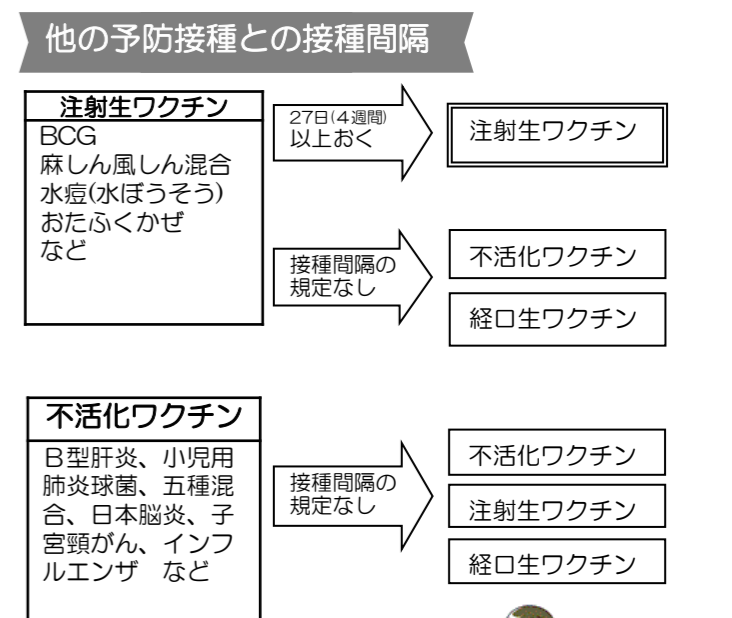 他の予防接種との接種間隔
注射生ワクチン
BCG
麻しん風しん混合
水痘(水ぼうそう)
おたふくかぜ
など
27日(4週間)
以上おく
注射生ワクチン
接種間隔の
規定なし
不活化ワクチン
経口生ワクチン
不活化ワクチン
B型肝炎、小児用
肺炎球菌、五種混
合、日本脳炎、子
宮頸がん、インフ
ルエンザ　など
接種間隔の
規定なし
不活化ワクチン
注射生ワクチン
経口生ワクチン